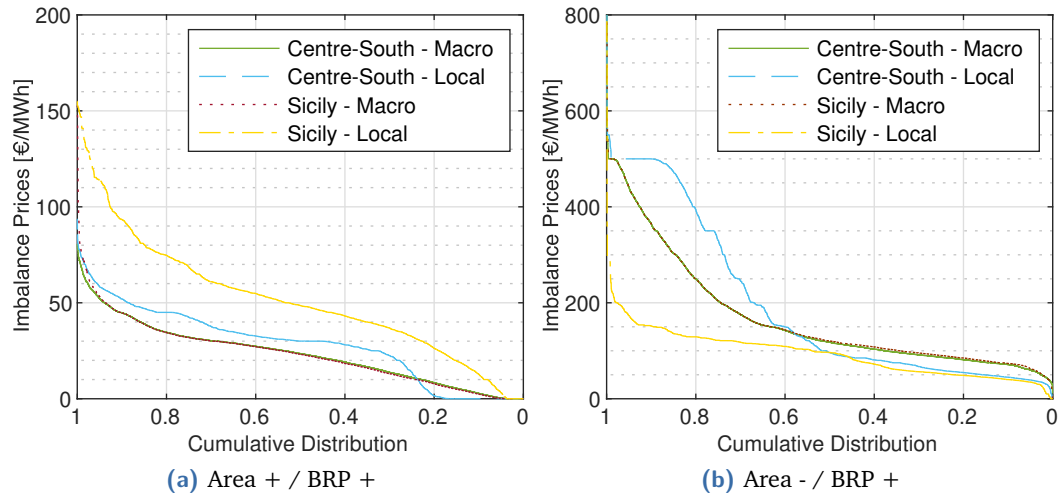 200
150
100
50
0
Imbalance Prices [€/MWh]
1 0.8 0.6 0.4 0.2 0
Cumulative Distribution
Centre-South - Macro
Centre-South - Local
Sicily - Macro
Sicily - Local
(a) Area + / BRP +
800
600
400
200
0
Imbalance Prices [€/MWh]
1 0.8 0.6 0.4 0.2 0
Cumulative Distribution
Centre-South - Macro
Centre-South - Local
Sicily - Macro
Sicily - Local
(b) Area - / BRP +